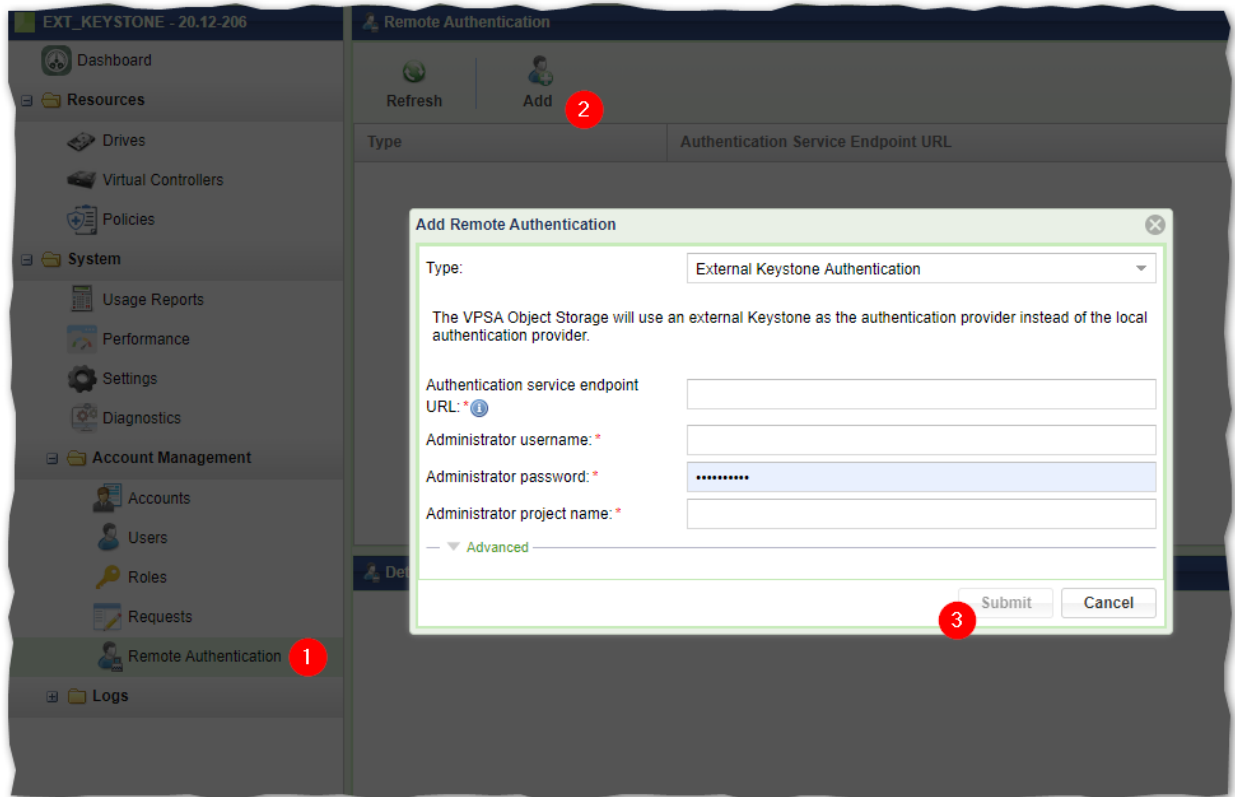 EXT_KEYSTONE - 20.12-206
Dashboard
Resources
Drives
Virtual Controllers
Policies
System
Usage Reports
Performance
Settings
Diagnostics
Account Management
Accounts
Users
Roles
Requests
Remote Authentication 1
Logs
Remote Authentication
Refresh
Add 2
Type
Authentication Service Endpoint URL
Add Remote Authentication
Type:
External Keystone Authentication
The VPSA Object Storage will use an external Keystone as the authentication provider instead of the local
authentication provider.
Authentication service endpoint
URL: *
Administrator username: *
Administrator password: *
••••••••••
Administrator project name: *
Advanced
3 Submit
Cancel